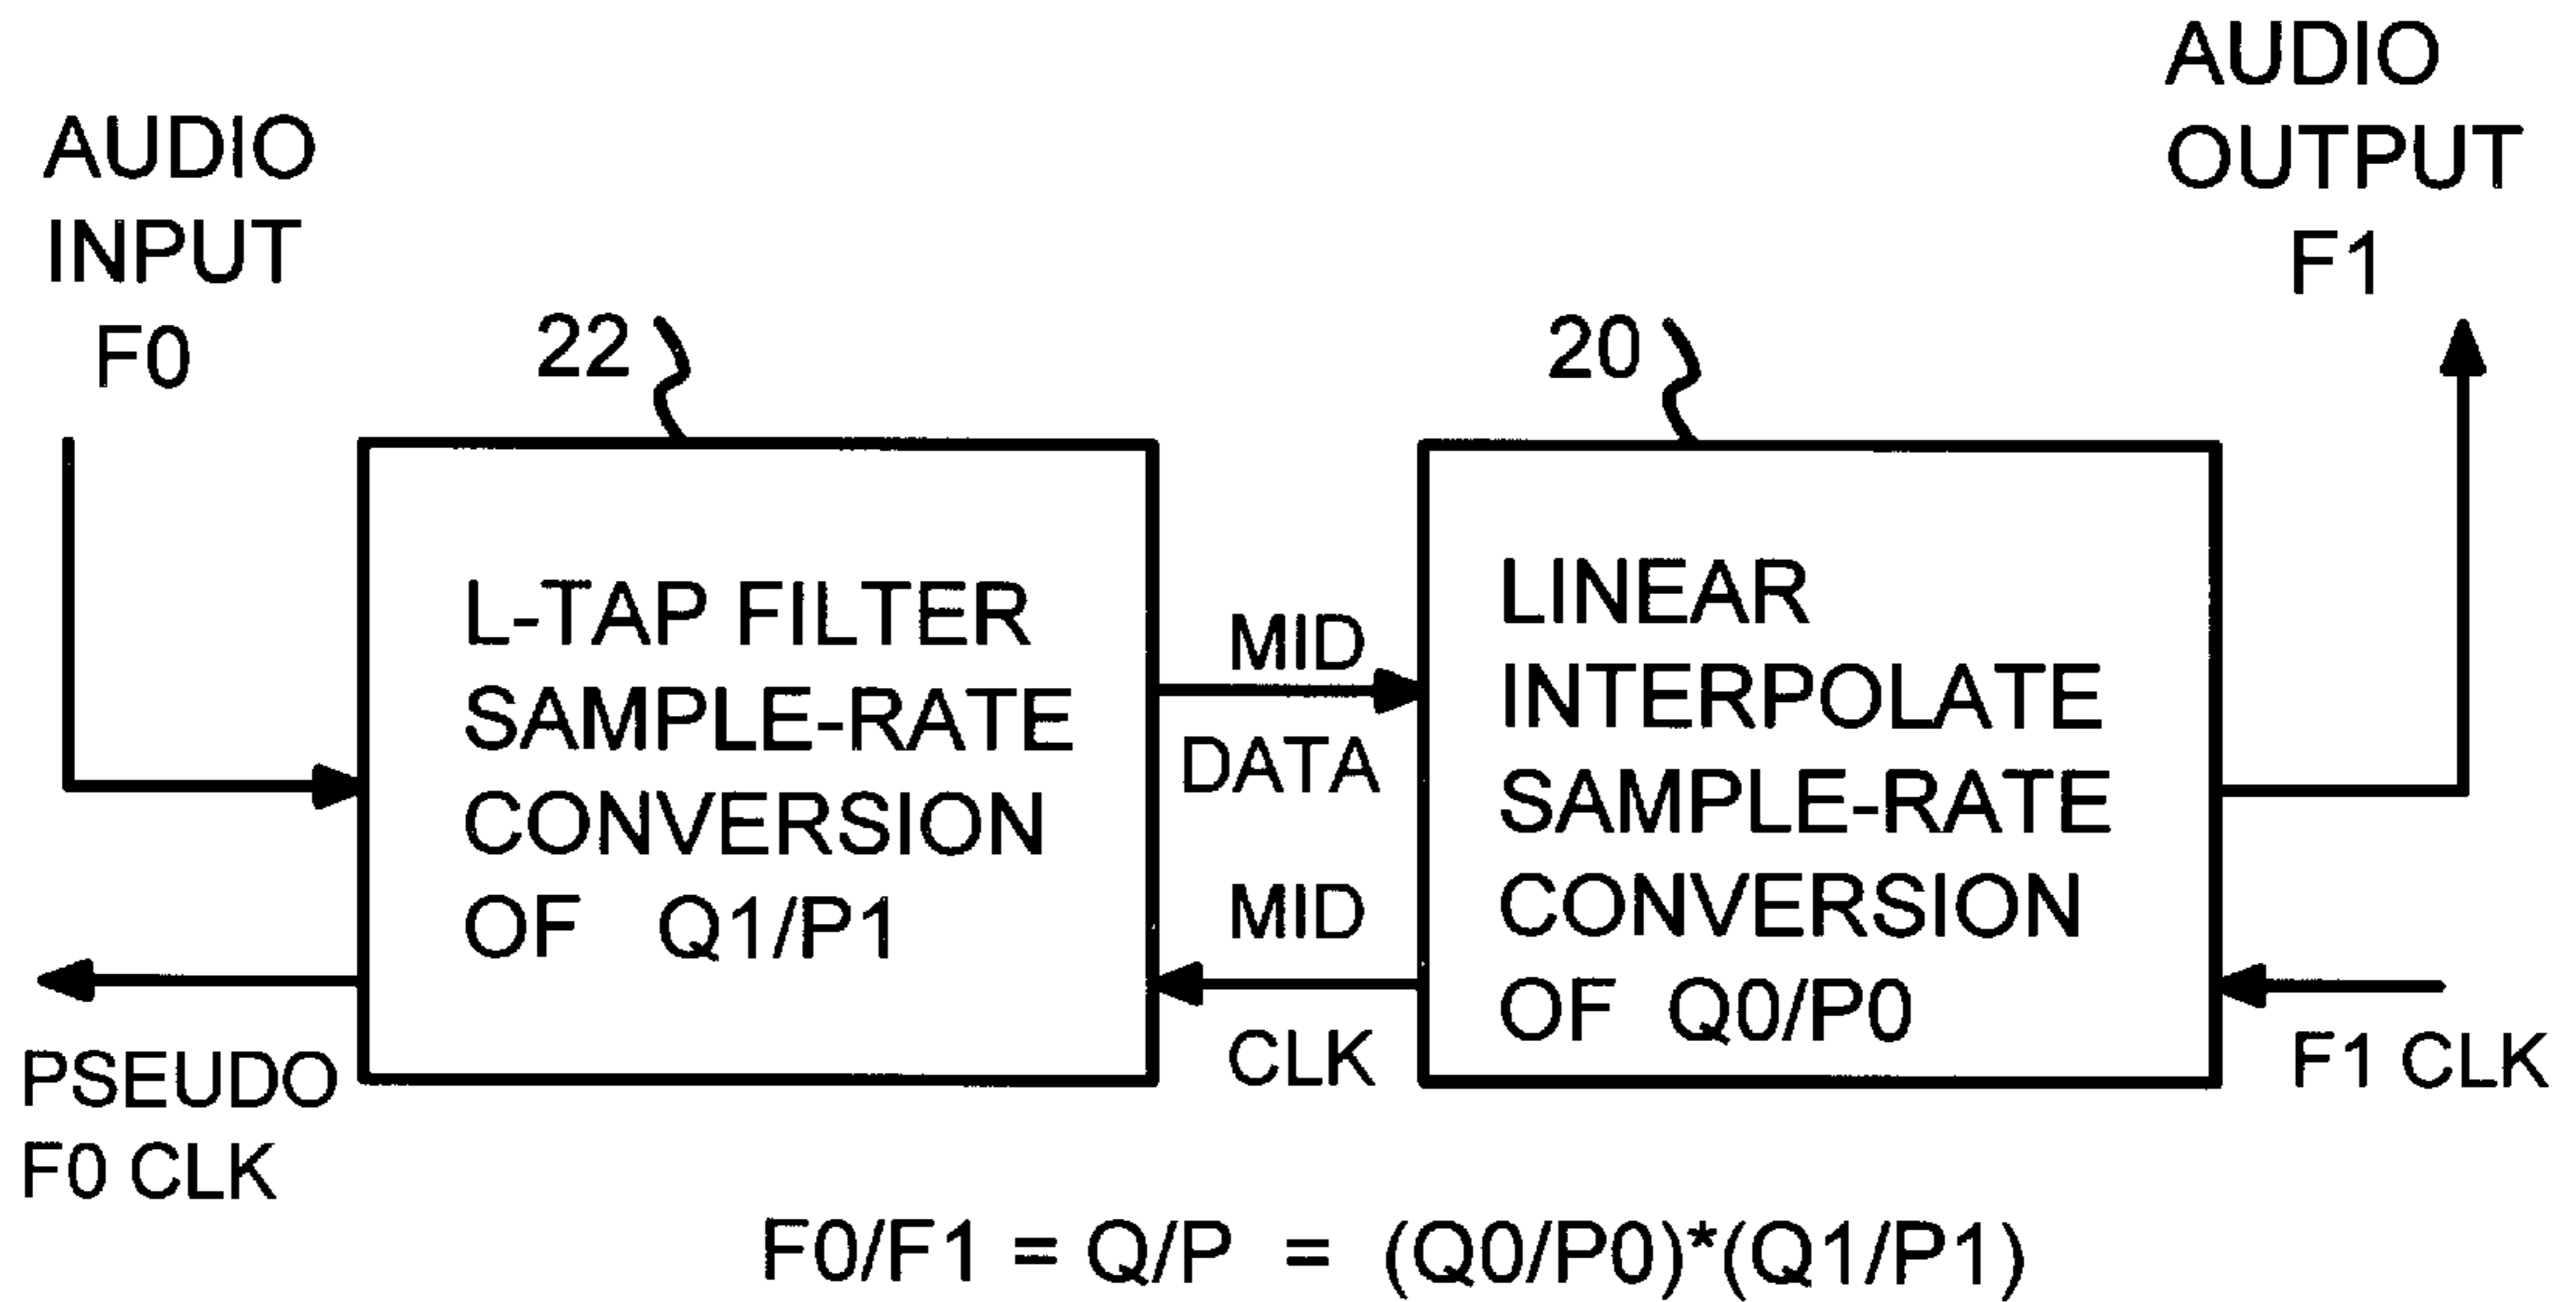 AUDIO
INPUT
F0
AUDIO
OUTPUT
F1
22
20
L-TAP FILTER
SAMPLE-RATE
CONVERSION
OF Q1/P1
MID
DATA
MID
CLK
LINEAR
INTERPOLATE
SAMPLE-RATE
CONVERSION
OF Q0/P0
PSEUDO
F0 CLK
F1 CLK
F0/F1 = Q/P = (Q0/P0)*(Q1/P1)